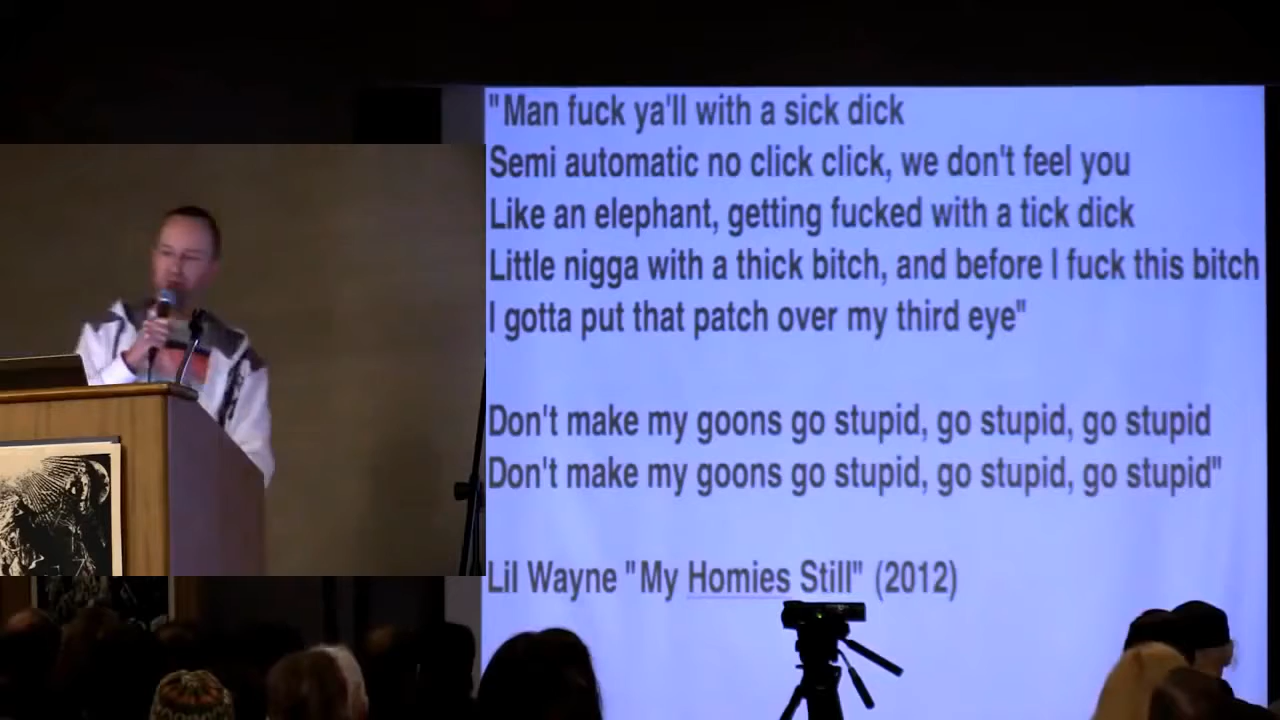 "Man fuck ya'll with a sick dick
Semi automatic no click click, we don't feel you
Like an elephant, getting fucked with a tick dick
Little nigga with a thick bitch, and before I fuck this bitch
I gotta put that patch over my third eye"
Don't make my goons go stupid, go stupid, go stupid
Don't make my goons go stupid, go stupid, go stupid"
Lil Wayne "My Homies Still" (2012)